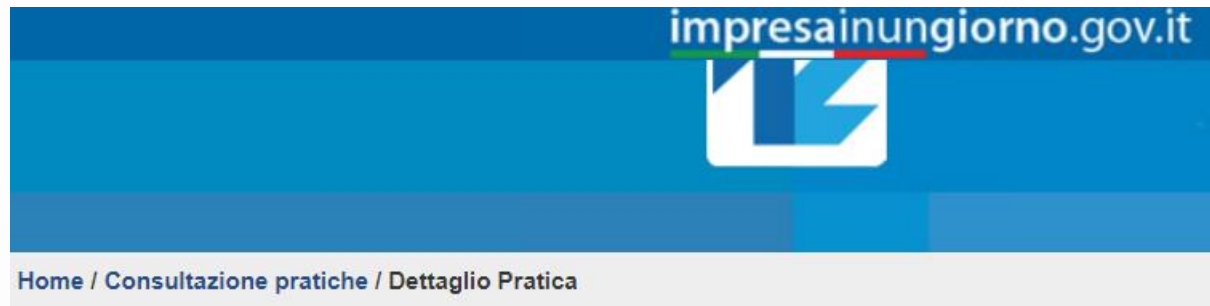 impresainungiorno.gov.it
Home / Consultazione pratiche / Dettaglio Pratica